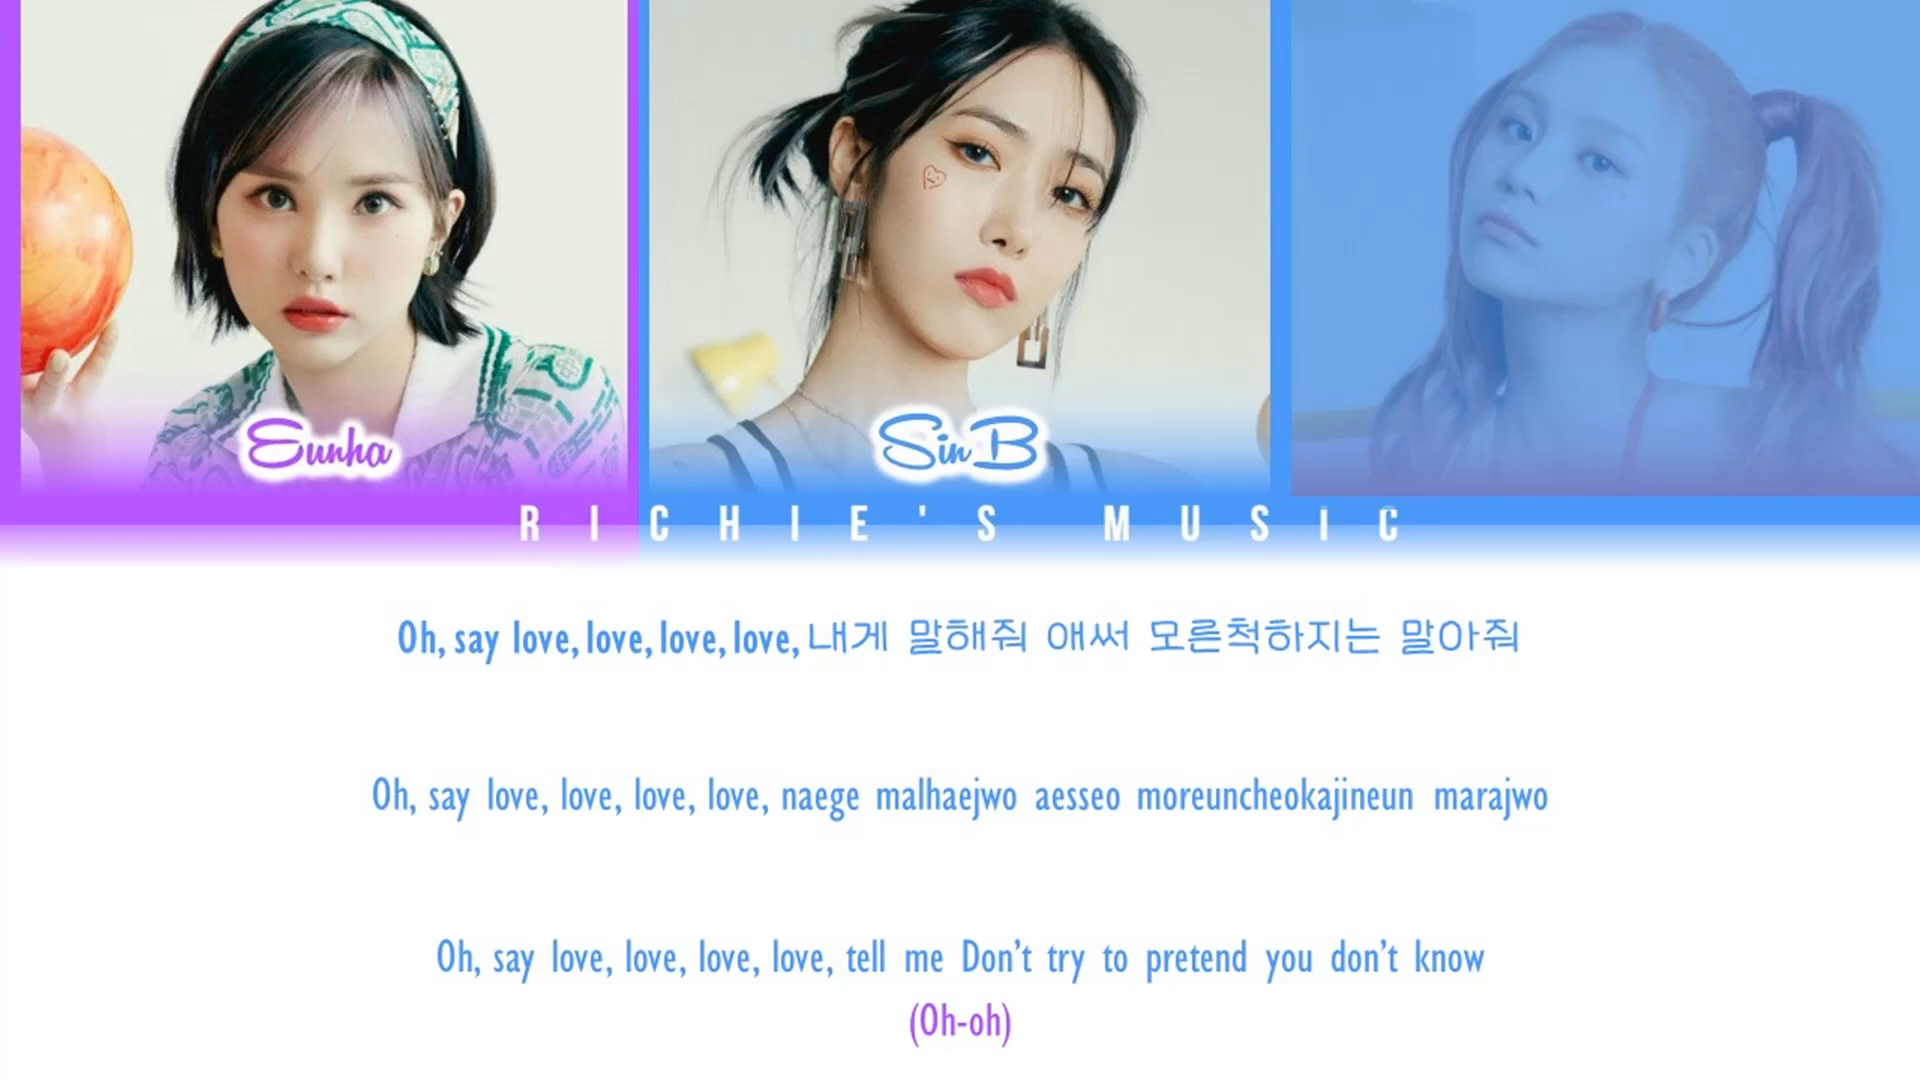 Eunha
SinB
RICHIE'S MUSIC
Oh, say love, love, love, love, 내게 말해줘 애써 모른척하지는 말아줘
Oh, say love, love, love, love, naege malhaejwo aesseo moreuncheokajineun marajwo
Oh, say love, love, love, love, tell me Don't try to pretend you don't know
(Oh-oh)